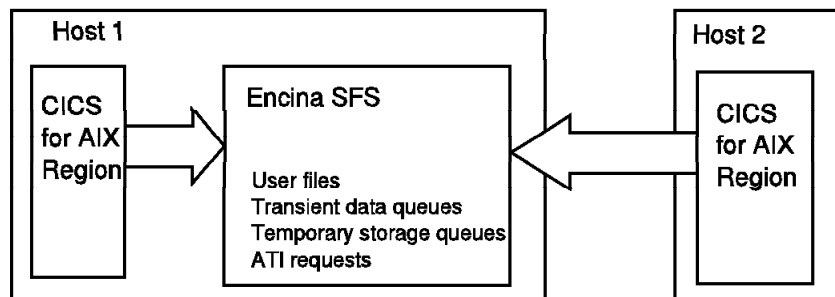 Host 1
CICS
for AIX
Region
Encina SFS
User files
Transient data queues
Temporary storage queues
ATI requests
Host 2
CICS
for AIX
Region